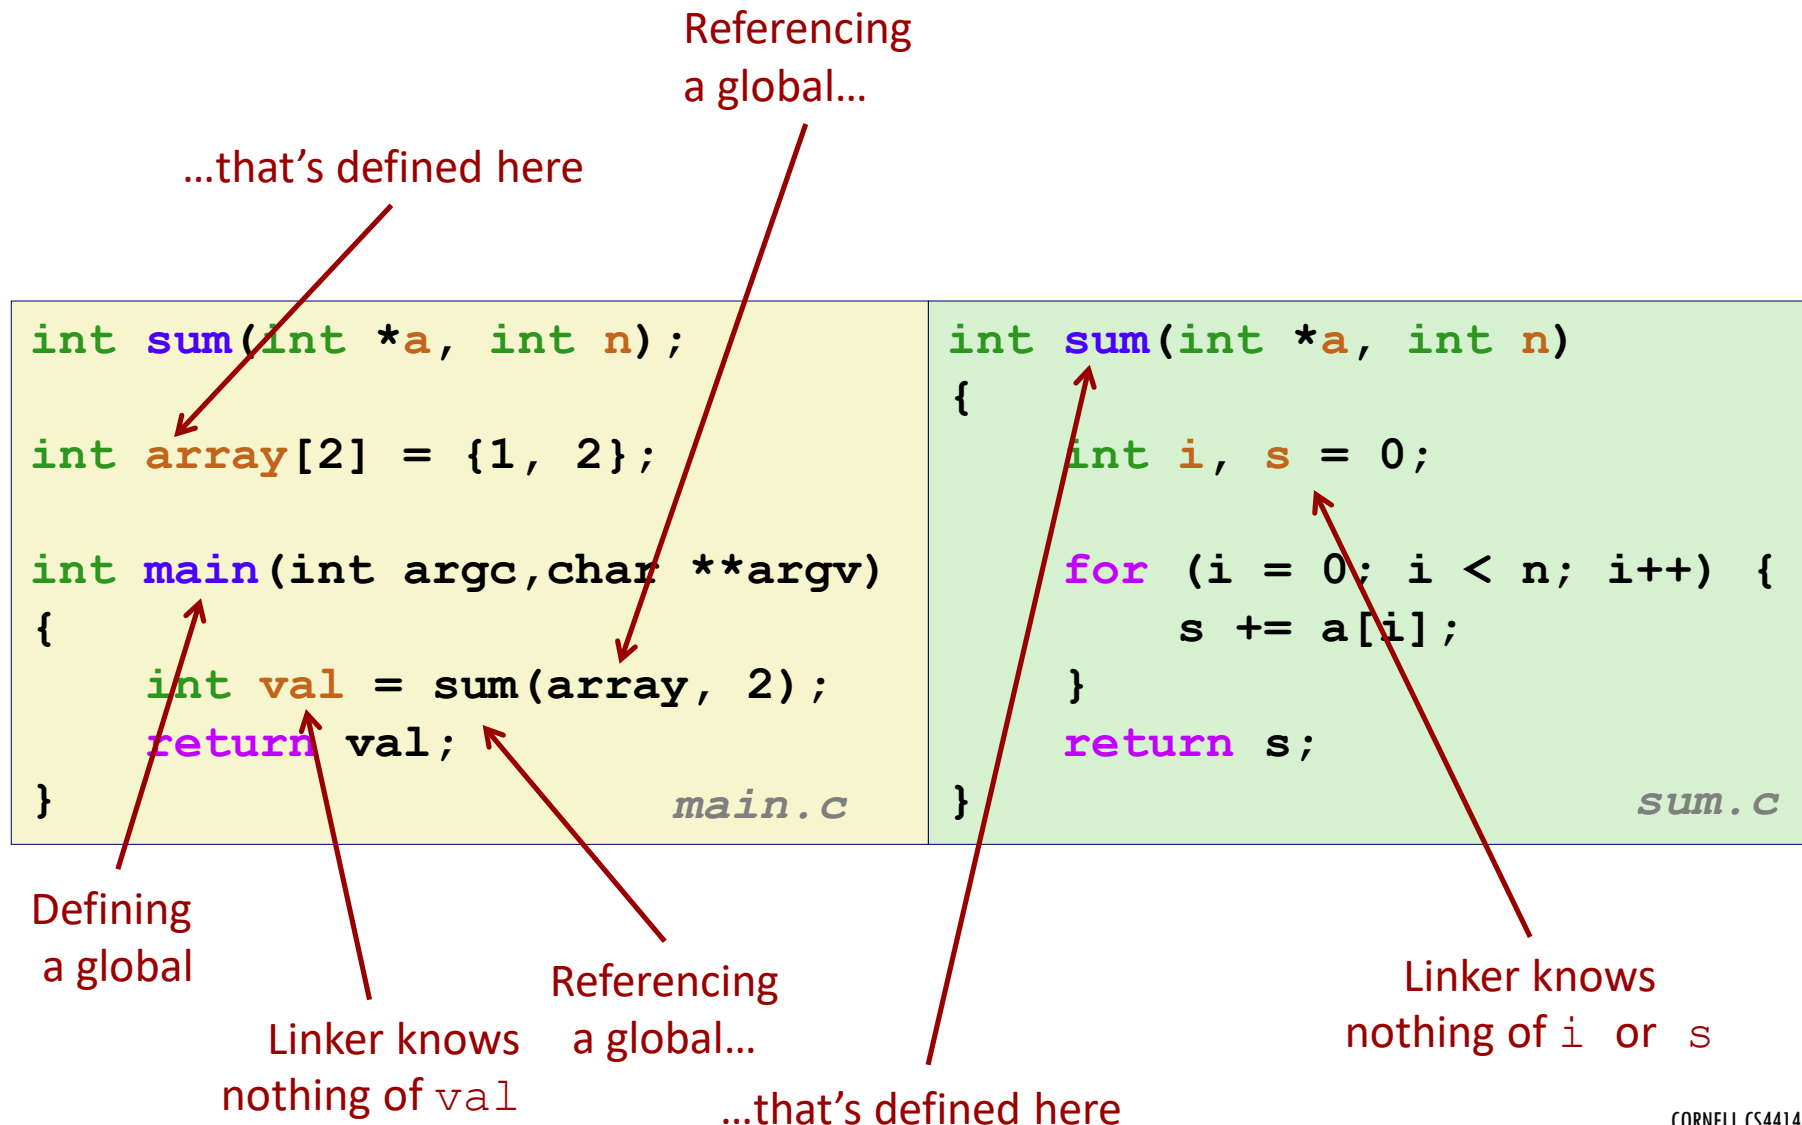 Referencing
a global…
…that’s defined here
int sum(int *a, int n);
int array[2] = {1, 2};
int main(int argc,char **argv)
{
    int val = sum(array, 2);
    return val;
}
main.c
int sum(int *a, int n)
{
    int i, s = 0;
    for (i = 0; i < n; i++) {
        s += a[i];
    }
    return s;
}
sum.c
Defining
a global
Linker knows
nothing of val
Referencing
a global…
…that’s defined here
Linker knows
nothing of i or s
CORNELL CS4414